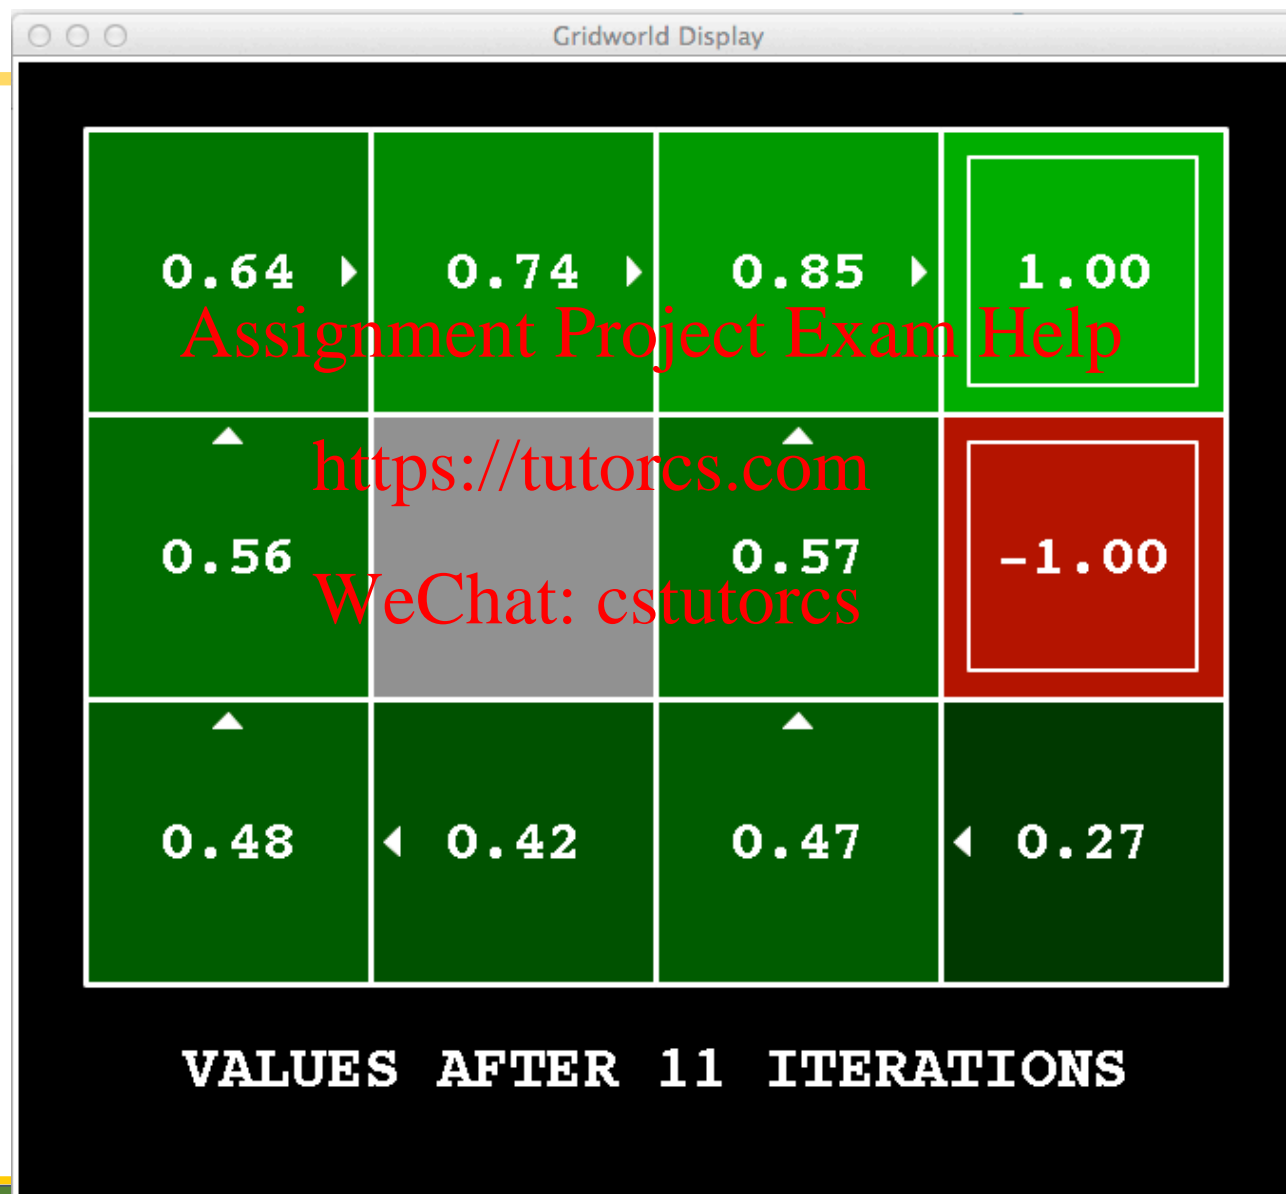 Gridworld Display
0.64 0.74 0.85 1.00
Assignment Project Exam Help
https://tutorcs.com
0.56 0.57 -1.00
WeChat: cstutorcs
0.48 0.42 0.47 0.27
VALUES AFTER 11 ITERATIONS